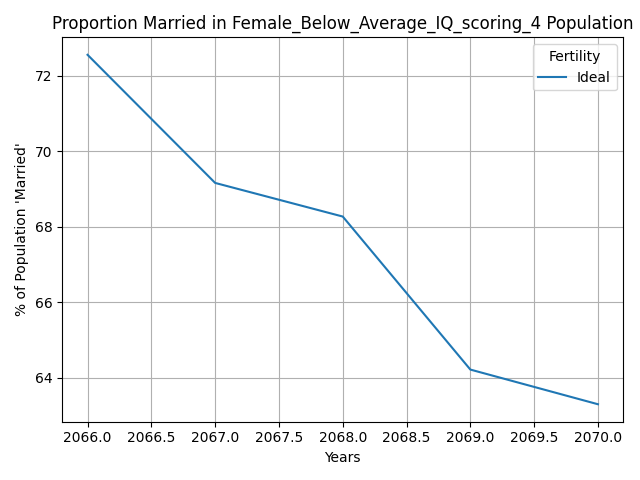 Proportion Married in Female_Below_Average_IQ_scoring_4 Population
Fertility
Ideal
% of Population 'Married'
72
70
68
66
64
2066.0 2066.5 2067.0 2067.5 2068.0 2068.5 2069.0 2069.5 2070.0
Years